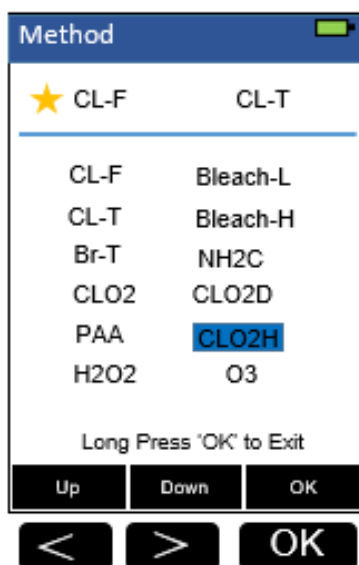 Method
CL-F CL-T
CL-F Bleach-L
CL-T Bleach-H
Br-T NH2C
CLO2 CLO2D
PAA CLO2H
H2O2 O3
Long Press "OK" to Exit
Up Down OK
< > OK